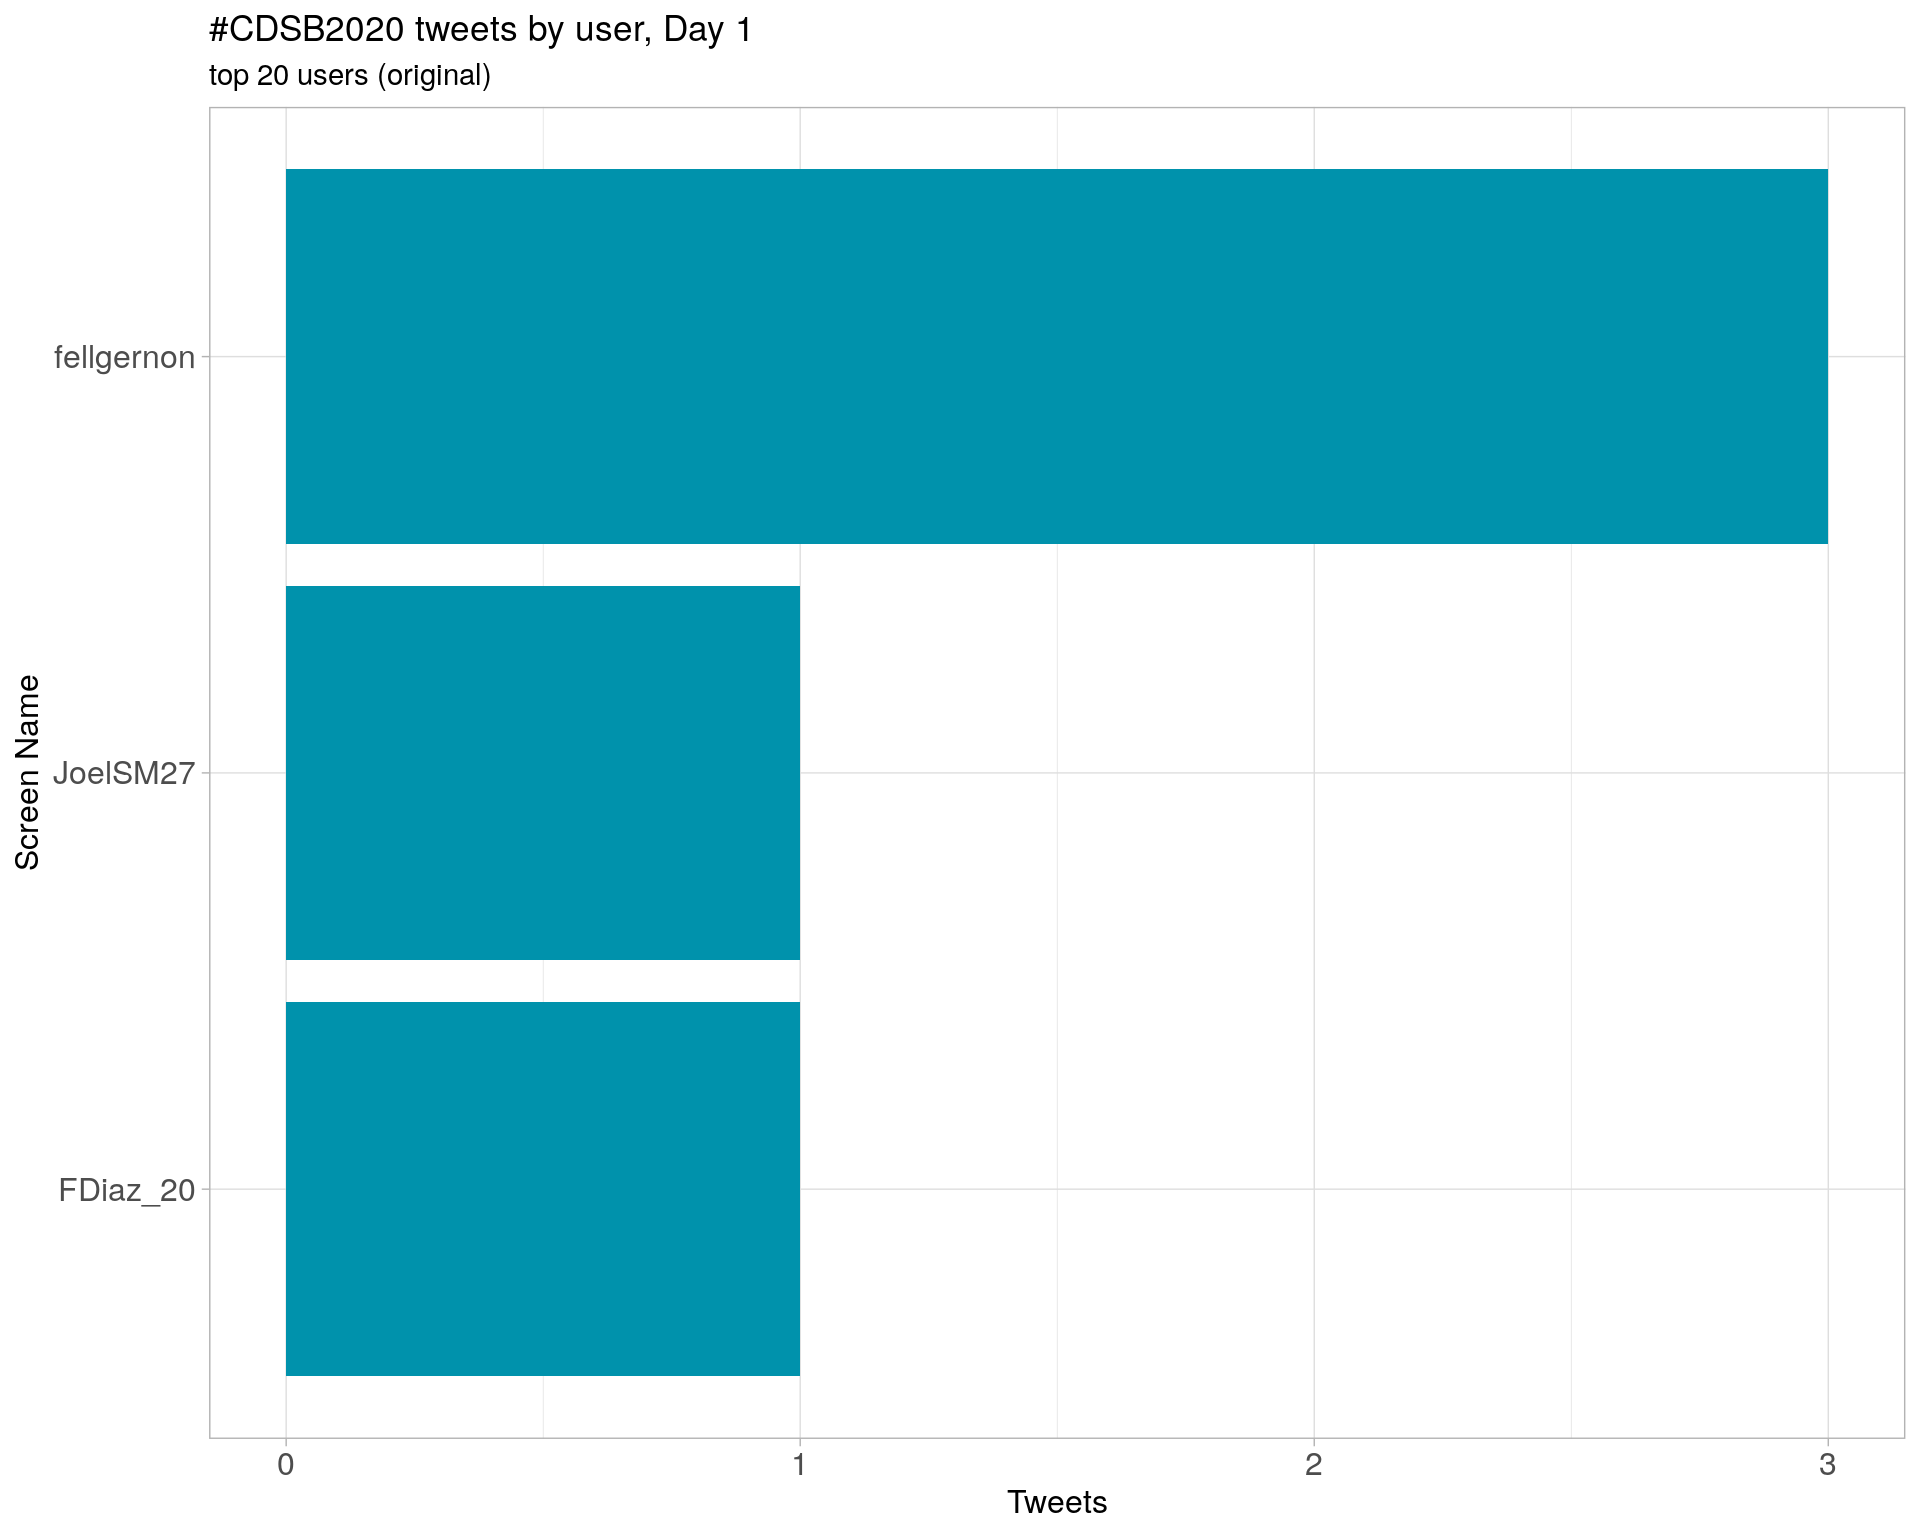 #CDSB2020 tweets by user, Day 1
top 20 users (original)
Screen Name
fellgernon
JoelSM27
FDiaz_20
0 1 2 3
Tweets